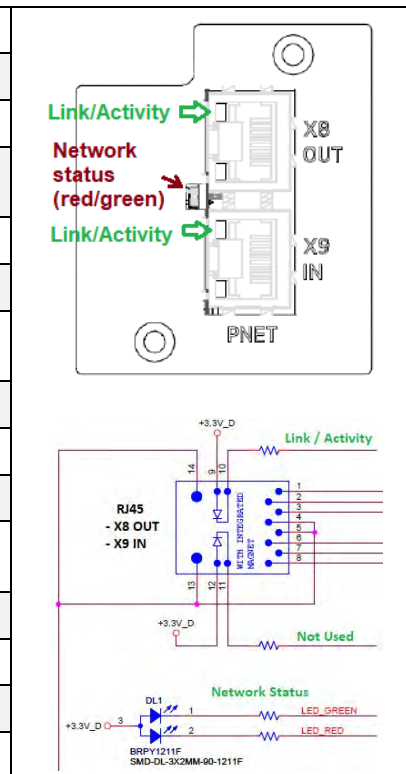 Link/Activity
X8
OUT
Network
status
(red/green)
Link/Activity
X9
IN
PNET
+3.3V_D
Link / Activity
14
9
10
RJ45
- X8 OUT
- X9 IN
WITH INTEGRATED
MAGNET
1
2
3
4
5
6
7
8
13
12
11
+3.3V_D
Not Used
Network Status
DL1
+3.3V_D
3
1
LED_GREEN
2
LED_RED
BRPY1211F
SMD-DL-3X2MM-90-1211F